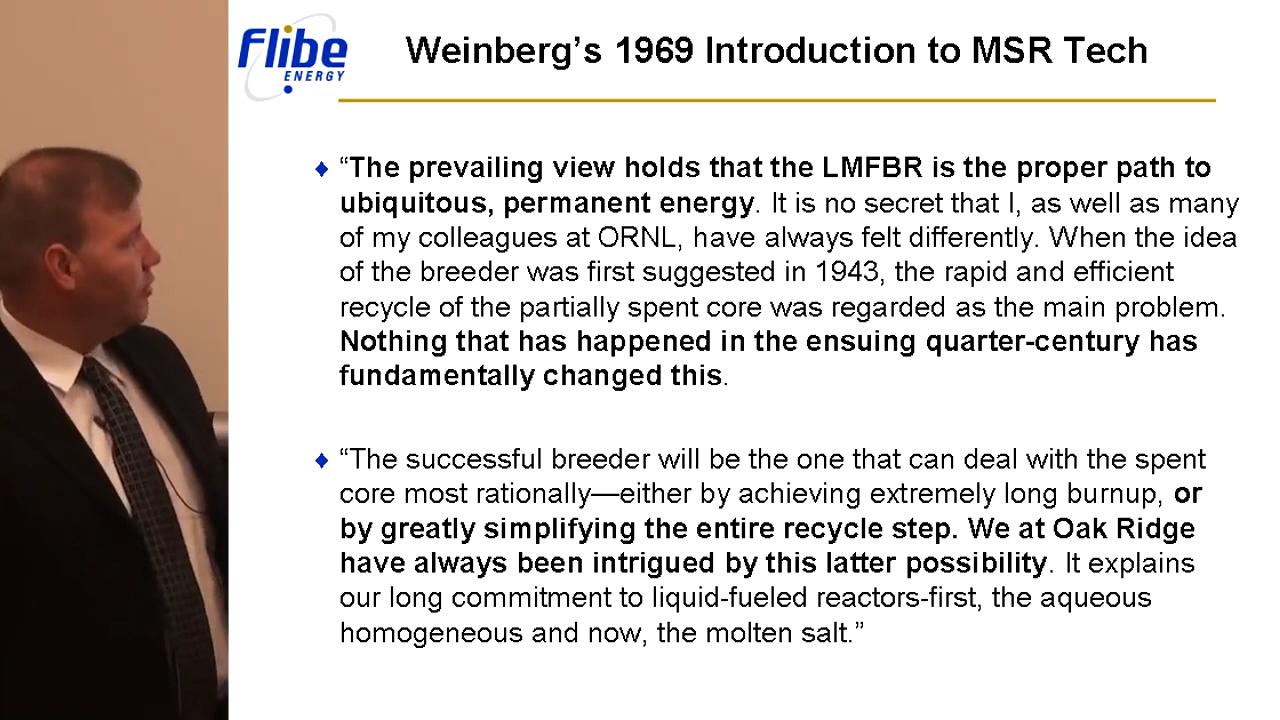 Flibe
ENERGY
Weinberg’s 1969 Introduction to MSR Tech
♦ “The prevailing view holds that the LMFBR is the proper path to
ubiquitous, permanent energy. It is no secret that I, as well as many
of my colleagues at ORNL, have always felt differently. When the idea
of the breeder was first suggested in 1943, the rapid and efficient
recycle of the partially spent core was regarded as the main problem.
Nothing that has happened in the ensuing quarter-century has
fundamentally changed this.
♦ “The successful breeder will be the one that can deal with the spent
core most rationally—either by achieving extremely long burnup, or
by greatly simplifying the entire recycle step. We at Oak Ridge
have always been intrigued by this latter possibility. It explains
our long commitment to liquid-fueled reactors-first, the aqueous
homogeneous and now, the molten salt.”